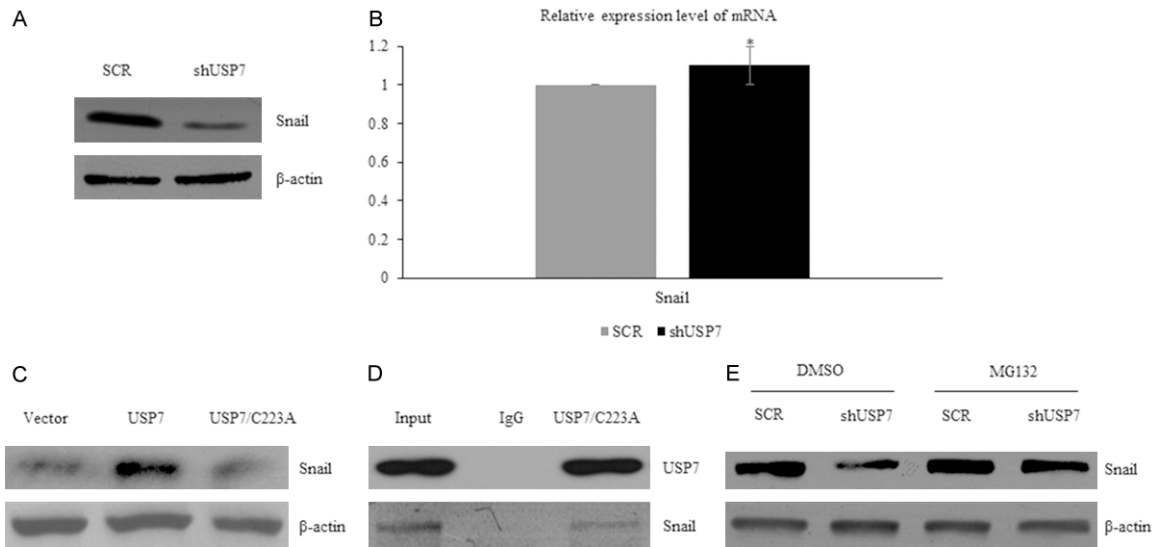 A
SCR shUSP7
Snail
β-actin
B
Relative expression level of mRNA
*
1.2
1
0.8
0.6
0.4
0.2
0
Snail
SCR shUSP7
C
Vector USP7 USP7/C223A
Snail
β-actin
D
Input IgG USP7/C223A
USP7
Snail
E
DMSO MG132
SCR shUSP7 SCR shUSP7
Snail
β-actin